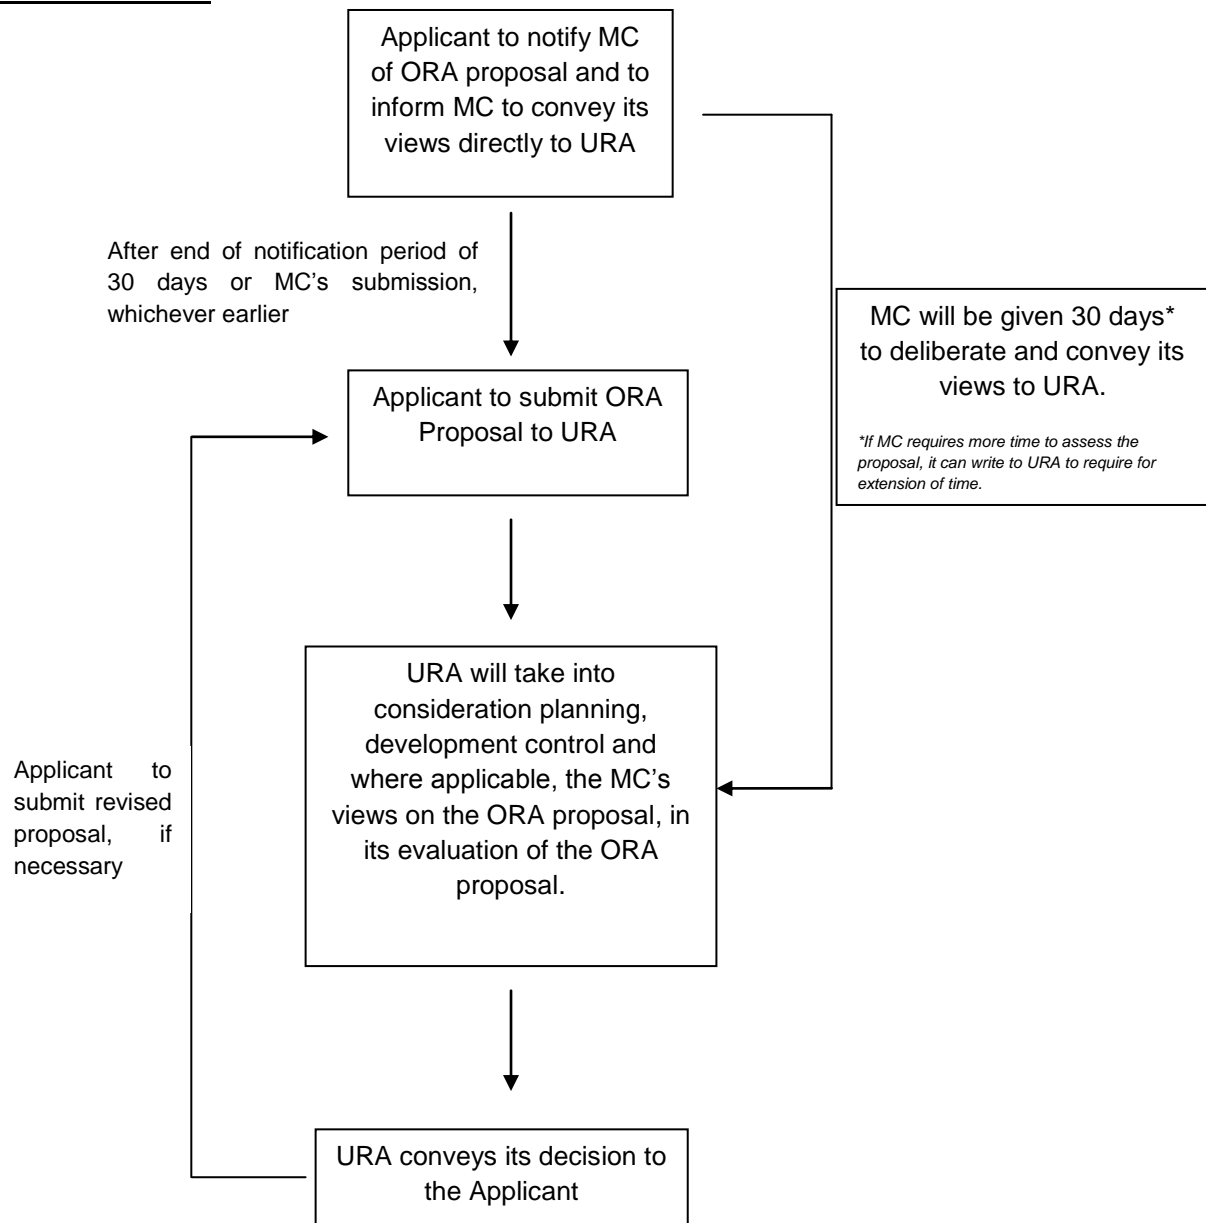 Applicant to notify MC
of ORA proposal and to
inform MC to convey its
views directly to URA
After end of notification period of
30 days or MC’s submission,
whichever earlier
MC will be given 30 days*
to deliberate and convey its
views to URA.
*If MC requires more time to assess the
proposal, it can write to URA to require for
extension of time.
Applicant to submit ORA
Proposal to URA
URA will take into
consideration planning,
development control and
where applicable, the MC’s
views on the ORA proposal, in
its evaluation of the ORA
proposal.
Applicant to
submit revised
proposal, if
necessary
URA conveys its decision to
the Applicant